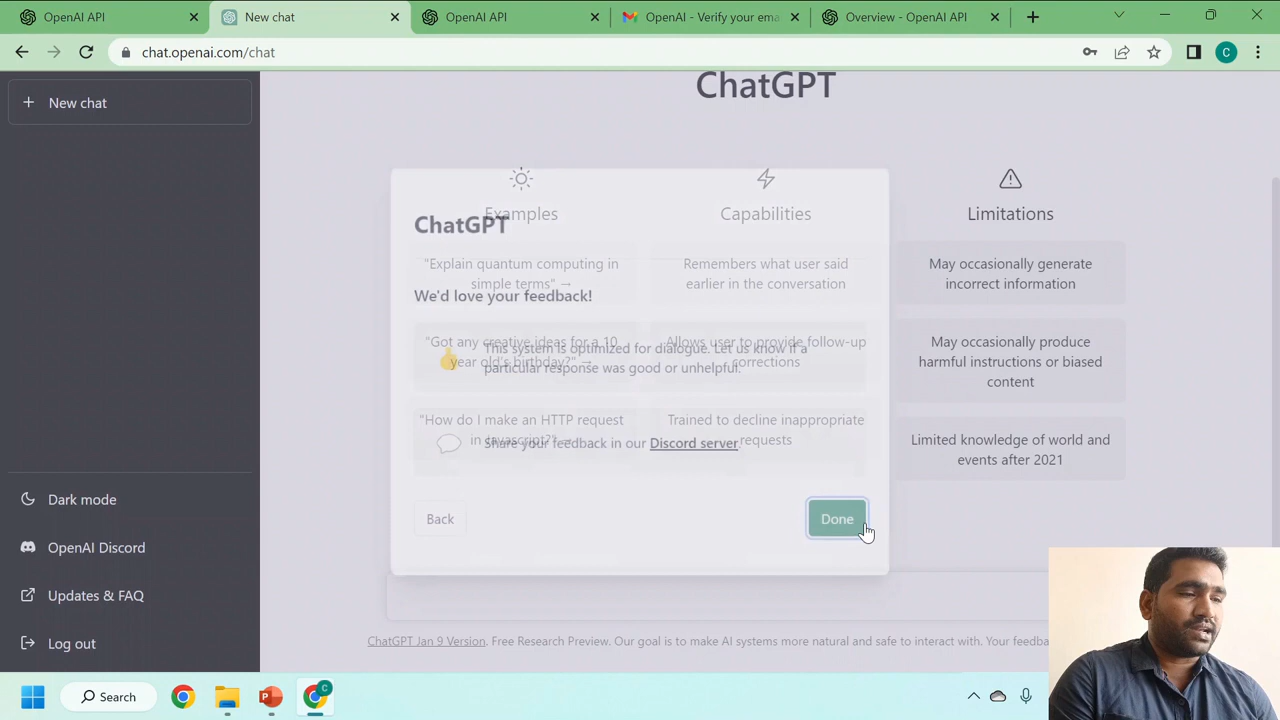 OpenAI API
New chat
OpenAI API
OpenAI - Verify your ema
Overview - OpenAI API
chat.openai.com/chat
C
New chat
ChatGPT
Examples
Capabilities
Limitations
ChatGPT
"Explain quantum computing in
simple terms" →
Remembers what user said
earlier in the conversation
May occasionally generate
incorrect information
We'd love your feedback!
"Got any creative ideas for a 10
year old's birthday?" →
Allows user to provide follow-up
corrections
May occasionally produce
harmful instructions or biased
content
This system is optimized for dialogue. Let us know if a
particular response was good or unhelpful.
"How do I make an HTTP request
in Javascript?" →
Trained to decline inappropriate
requests
Limited knowledge of world and
events after 2021
Share your feedback in our Discord server.
Back
Done
Dark mode
OpenAI Discord
Updates & FAQ
Log out
ChatGPT Jan 9 Version. Free Research Preview. Our goal is to make AI systems more natural and safe to interact with. Your feedba
Search
C